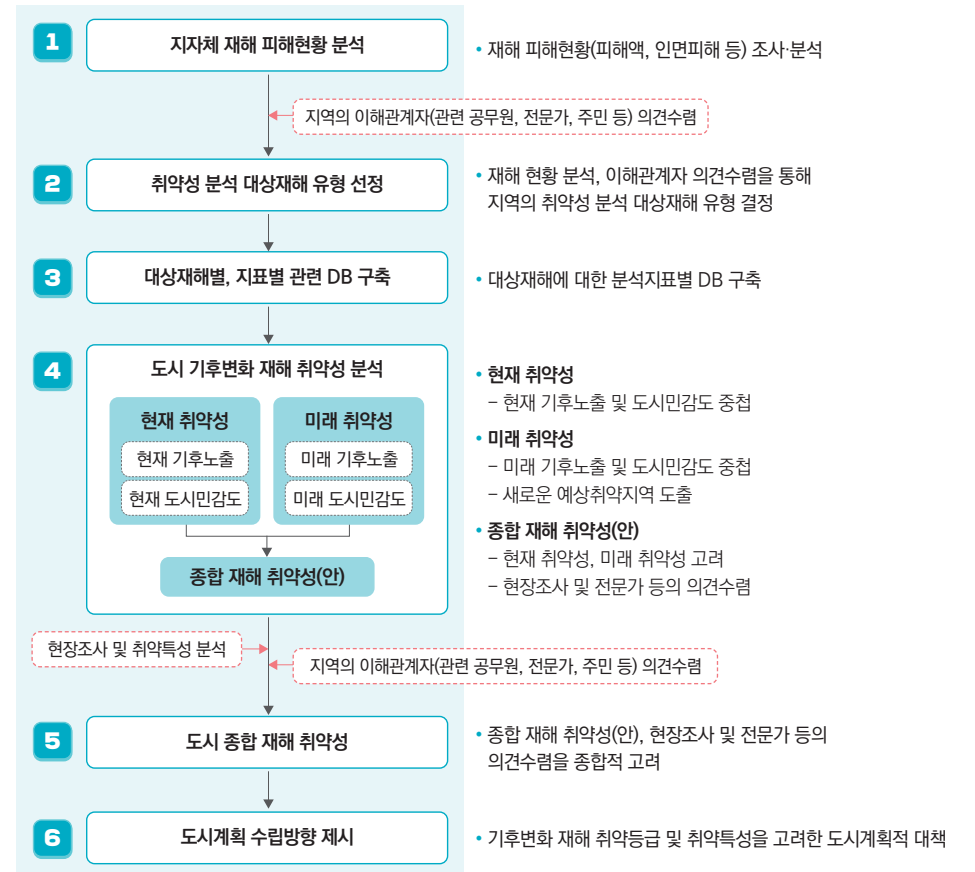 1
지자체 재해 피해현황 분석
• 재해 피해현황(피해액, 인면피해 등) 조사·분석
지역의 이해관계자(관련 공무원, 전문가, 주민 등) 의견수렴
2
취약성 분석 대상재해 유형 선정
• 재해 현황 분석, 이해관계자 의견수렴을 통해
지역의 취약성 분석 대상재해 유형 결정
3
대상재해별, 지표별 관련 DB 구축
• 대상재해에 대한 분석지표별 DB 구축
4
도시 기후변화 재해 취약성 분석
현재 취약성
현재 기후노출
현재 도시민감도
미래 취약성
미래 기후노출
미래 도시민감도
종합 재해 취약성(안)
• 현재 취약성
– 현재 기후노출 및 도시민감도 중첩
• 미래 취약성
– 미래 기후노출 및 도시민감도 중첩
– 새로운 예상취약지역 도출
• 종합 재해 취약성(안)
– 현재 취약성, 미래 취약성 고려
– 현장조사 및 전문가 등의 의견수렴
현장조사 및 취약특성 분석
지역의 이해관계자(관련 공무원, 전문가, 주민 등) 의견수렴
5
도시 종합 재해 취약성
• 종합 재해 취약성(안), 현장조사 및 전문가 등의
의견수렴을 종합적 고려
6
도시계획 수립방향 제시
• 기후변화 재해 취약등급 및 취약특성을 고려한 도시계획적 대책